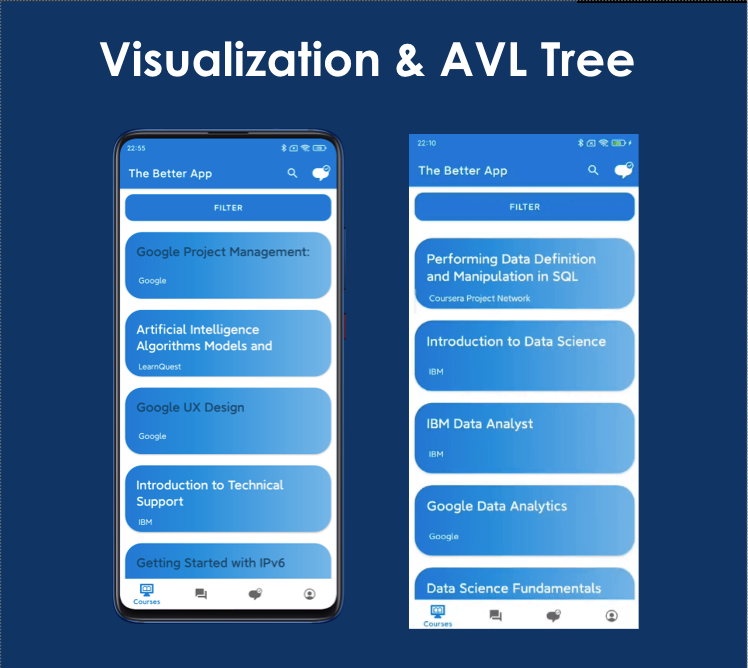 Visualization & AVL Tree
22:55
The Better App
FILTER
Google Project Management:
Google
Artificial Intelligence
Algorithms Models and
LearnQuest
Google UX Design
Google
Introduction to Technical
Support
IBM
Getting Started with IPv6
Courses
22:10
The Better App
FILTER
Performing Data Definition
and Manipulation in SQL
Coursera Project Network
Introduction to Data Science
IBM
IBM Data Analyst
IBM
Google Data Analytics
Google
Data Science Fundamentals
Courses